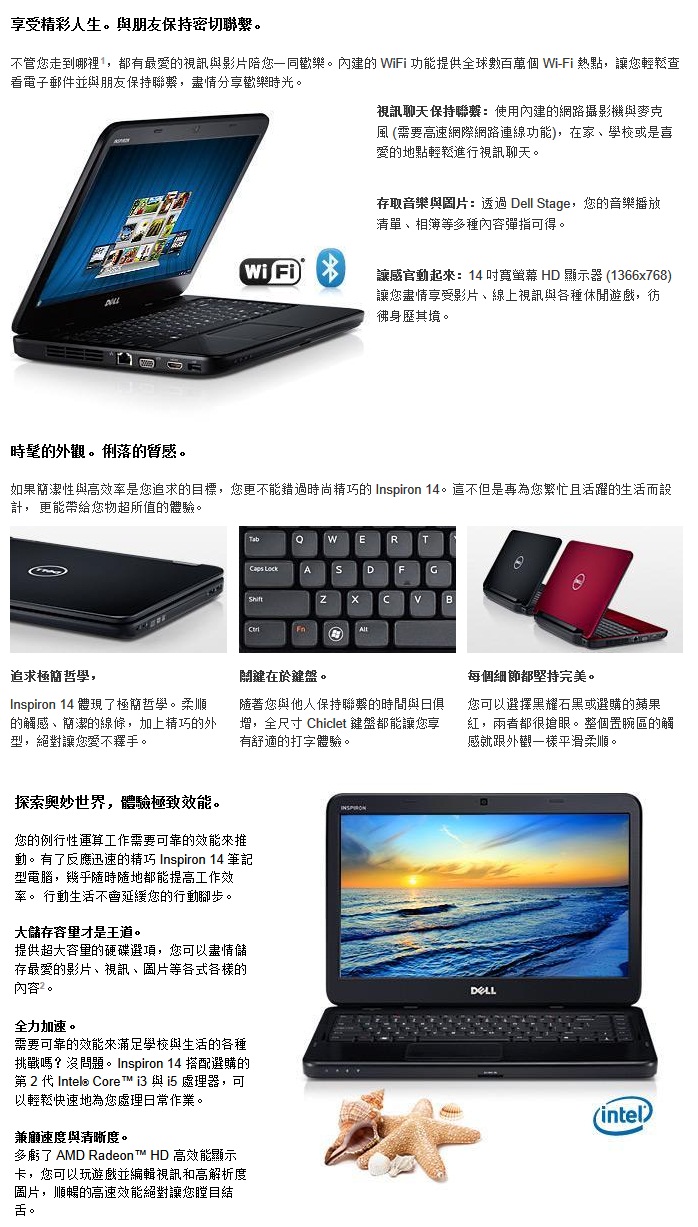 享受精彩人生。與朋友保持密切聯繫。
不管您走到哪裡1，都有最愛的視訊與影片陪您一同歡樂。內建的 WiFi 功能提供全球數百萬個 Wi-Fi 熱點，讓您輕鬆查
看電子郵件並與朋友保持聯繫，盡情分享歡樂時光。
視訊聊天保持聯繫：使用內建的網路攝影機與麥克
風 (需要高速網際網路連線功能)，在家、學校或是喜
愛的地點輕鬆進行視訊聊天。
存取音樂與圖片：透過 Dell Stage，您的音樂播放
清單、相簿等多種內容彈指可得。
讓感官動起來：14 吋寬螢幕 HD 顯示器 (1366x768)
讓您盡情享受影片、線上視訊與各種休閒遊戲，彷
彿身歷其境。
INSPIRON
DELL
WiFi
時髦的外觀。俐落的質感。
如果簡潔性與高效率是您追求的目標，您更不能錯過時尚精巧的 Inspiron 14。這不但是專為您繁忙且活躍的生活而設
計， 更能帶給您物超所值的體驗。
DELL
Tab Q W E R T
Caps Lock A S D F G
Shift Z X C V B
Ctrl Fn Alt
追求極簡哲學，
Inspiron 14 體現了極簡哲學。柔順
的觸感、簡潔的線條，加上精巧的外
型，絕對讓您愛不釋手。
關鍵在於鍵盤。
隨著您與他人保持聯繫的時間與日俱
增，全尺寸 Chiclet 鍵盤都能讓您享
有舒適的打字體驗。
每個細節都堅持完美。
您可以選擇黑耀石黑或選購的蘋果
紅，兩者都很搶眼。整個置腕區的觸
感就跟外觀一樣平滑柔順。
探索奧妙世界，體驗極致效能。
您的例行性運算工作需要可靠的效能來推
動。有了反應迅速的精巧 Inspiron 14 筆記
型電腦，幾乎隨時隨地都能提高工作效
率。 行動生活不會延緩您的行動腳步。
大儲存容量才是王道。
提供超大容量的硬碟選項，您可以盡情儲
存最愛的影片、視訊、圖片等各式各樣的
內容2。
全力加速。
需要可靠的效能來滿足學校與生活的各種
挑戰嗎？沒問題。Inspiron 14 搭配選購的
第 2 代 Intel® Core™ i3 與 i5 處理器，可
以輕鬆快速地為您處理日常作業。
兼顧速度與清晰度。
多虧了 AMD Radeon™ HD 高效能顯示
卡，您可以玩遊戲並編輯視訊和高解析度
圖片，順暢的高速效能絕對讓您瞠目結
舌。
INSPIRON
DELL
intel